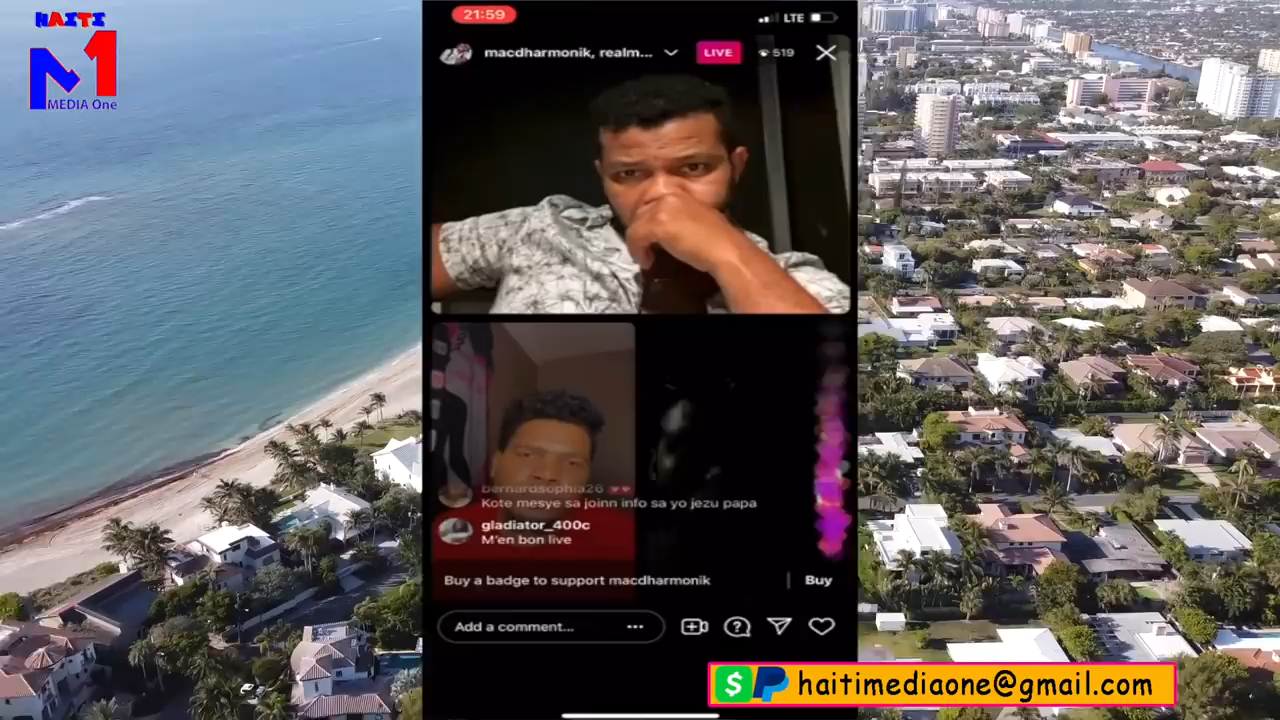 HAITI
M1
MEDIA One
21:59
LTE
macdharmonik, realm...
LIVE
519
bernardsophia26
Kote mesye sa joinn info sa yo jezu papa
gladiator_400c
M'en bon live
Buy a badge to support macdharmonik
Buy
Add a comment...
haitimediaone@gmail.com